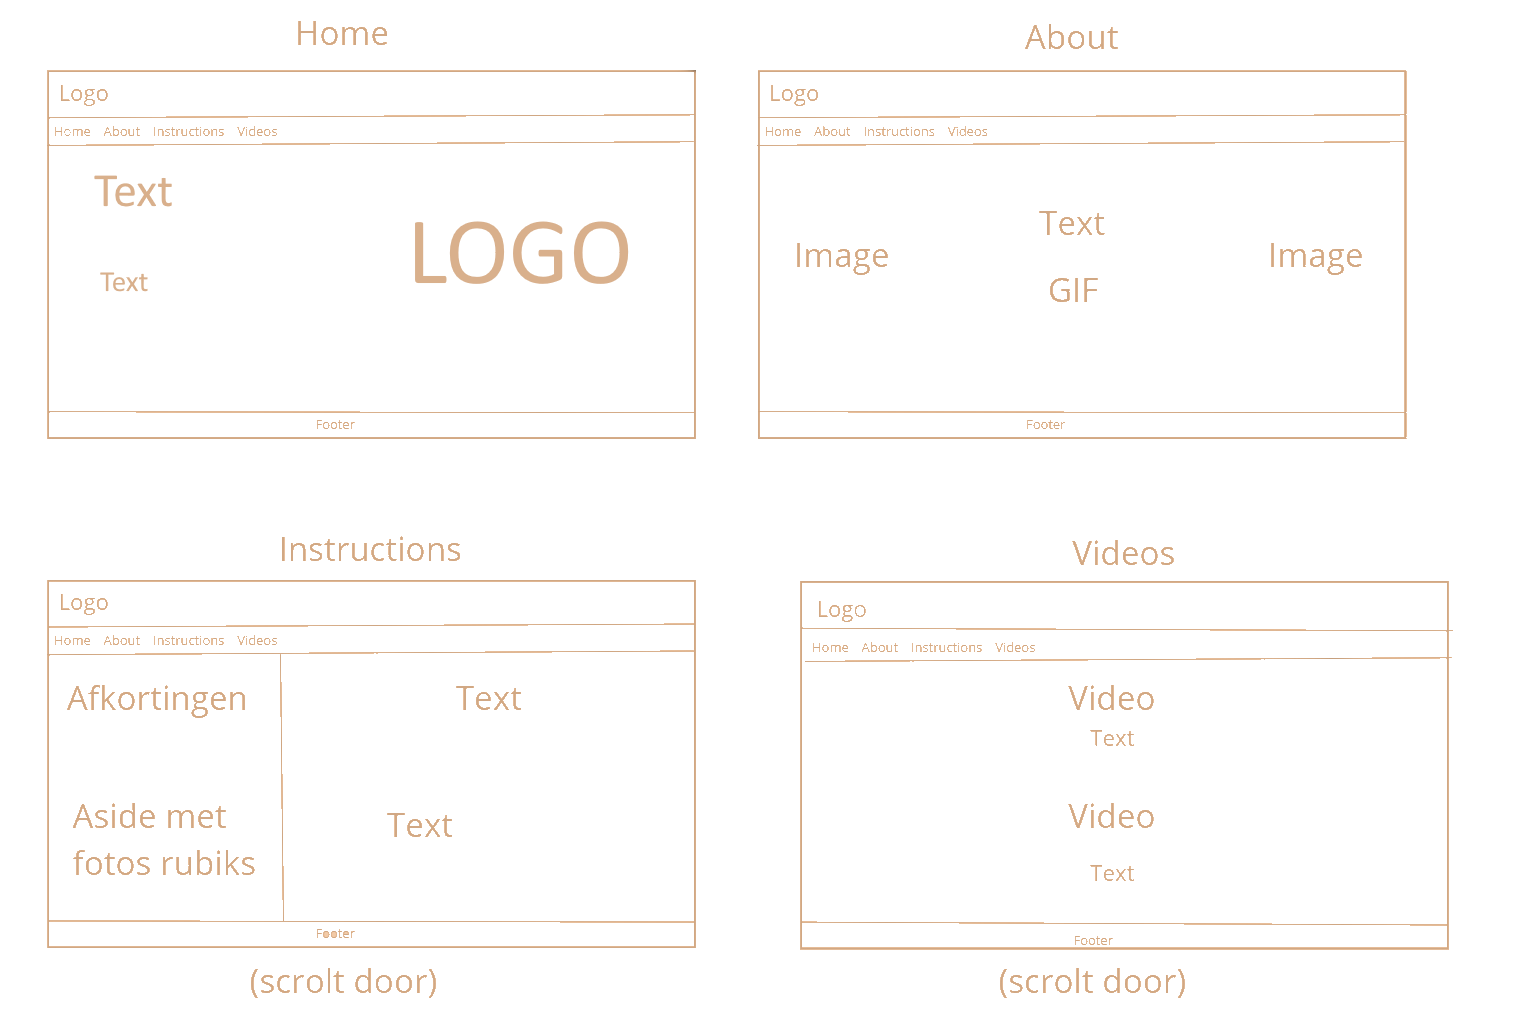 Home
Logo
Home About Instructions Videos
Text
LOGO
Text
Footer
About
Logo
Home About Instructions Videos
Text
Image
Image
GIF
Footer
Instructions
Logo
Home About Instructions Videos
Afkortingen
Text
Aside met
fotos rubiks
Text
Footer
(scrolt door)
Videos
Logo
Home About Instructions Videos
Video
Text
Video
Text
Footer
(scrolt door)